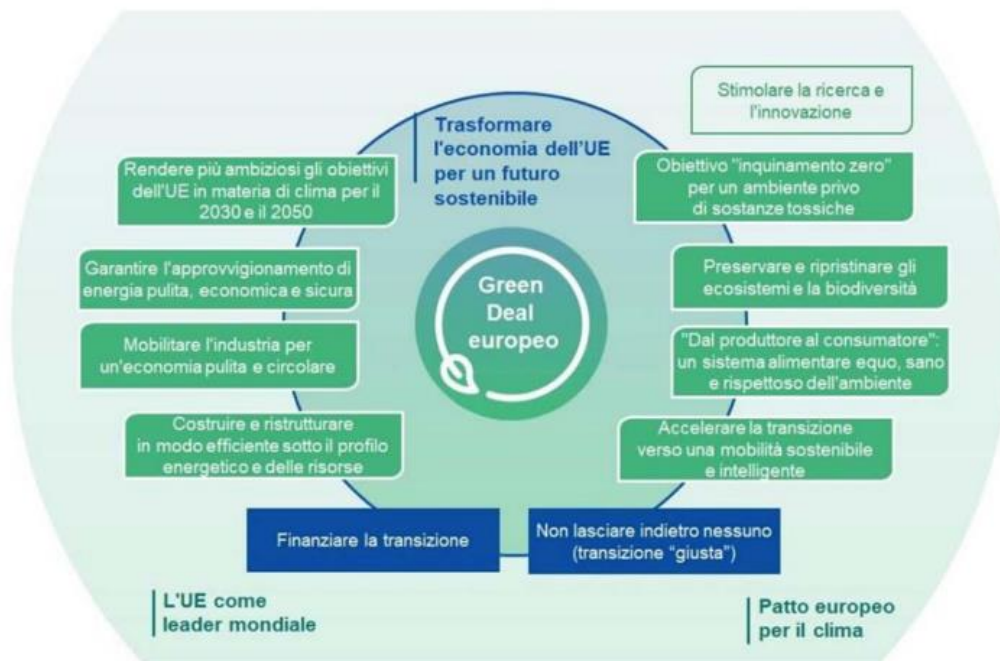 Stimolare la ricerca e
l'innovazione
Trasformare
l'economia dell'UE
per un futuro
sostenibile
Rendere più ambiziosi gli obiettivi
dell'UE in materia di clima per il
2030 e il 2050
Obiettivo "inquinamento zero"
per un ambiente privo
di sostanze tossiche
Garantire l'approvvigionamento di
energia pulita, economica e sicura
Green
Deal
europeo
Preservare e ripristinare gli
ecosistemi e la biodiversità
Mobilitare l'industria per
un'economia pulita e circolare
"Dal produttore al consumatore":
un sistema alimentare equo, sano
e rispettoso dell'ambiente
Costruire e ristrutturare
in modo efficiente sotto il profilo
energetico e delle risorse
Accelerare la transizione
verso una mobilità sostenibile
e intelligente
Finanziare la transizione
Non lasciare indietro nessuno
(transizione "giusta")
L'UE come
leader mondiale
Patto europeo
per il clima